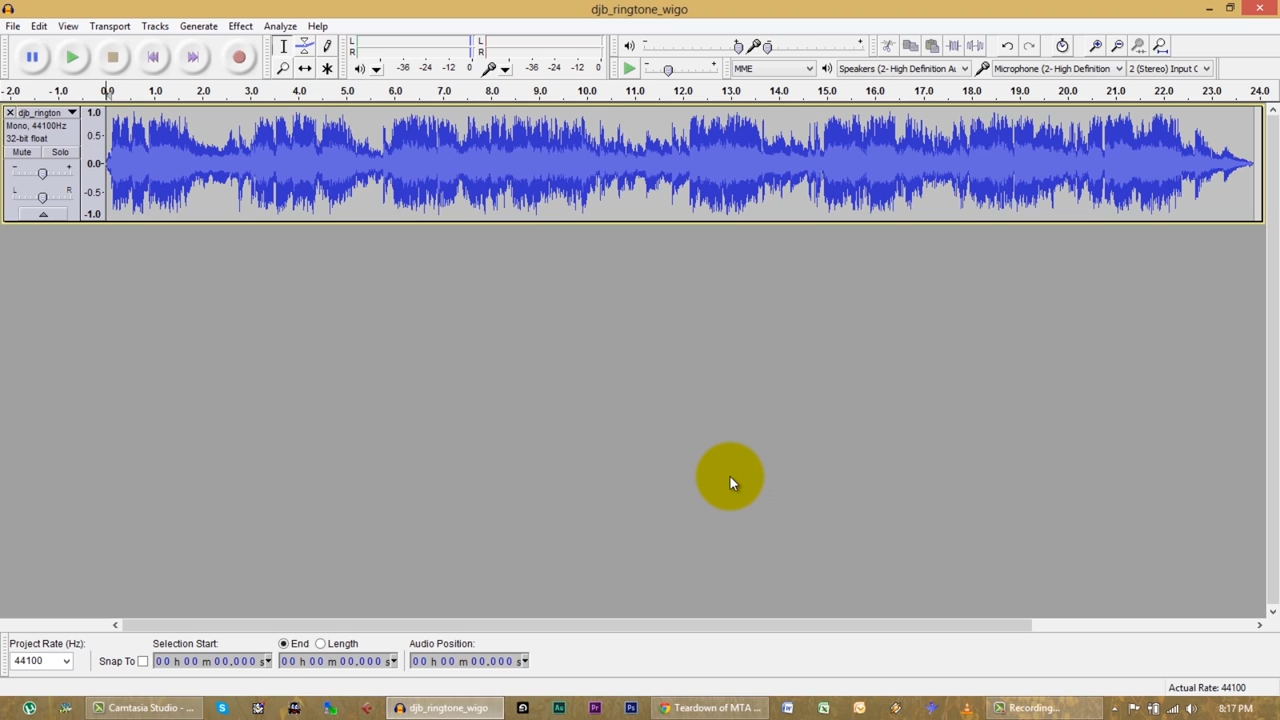 djb_ringtone_wigo
File Edit View Transport Tracks Generate Effect Analyze Help
L R -36 -24 -12 0 L R -36 -24 -12 0
MME Speakers (2- High Definition Au Microphone (2- High Definition 2 (Stereo) Input C
-2.0 -1.0 0.0 1.0 2.0 3.0 4.0 5.0 6.0 7.0 8.0 9.0 10.0 11.0 12.0 13.0 14.0 15.0 16.0 17.0 18.0 19.0 20.0 21.0 22.0 23.0 24.0
djb_rington
Mono, 44100Hz
32-bit float
Mute Solo
- +
L R
1.0
0.5
0.0
-0.5
-1.0
Project Rate (Hz): Selection Start: End Length Audio Position:
44100 Snap To 00 h 00 m 00.000 s 00 h 00 m 00.000 s 00 h 00 m 00.000 s
Actual Rate: 44100
Camtasia Studio - ... djb_ringtone_wigo Au Pr Ps Teardown of MTA ... Recording... 8:17 PM